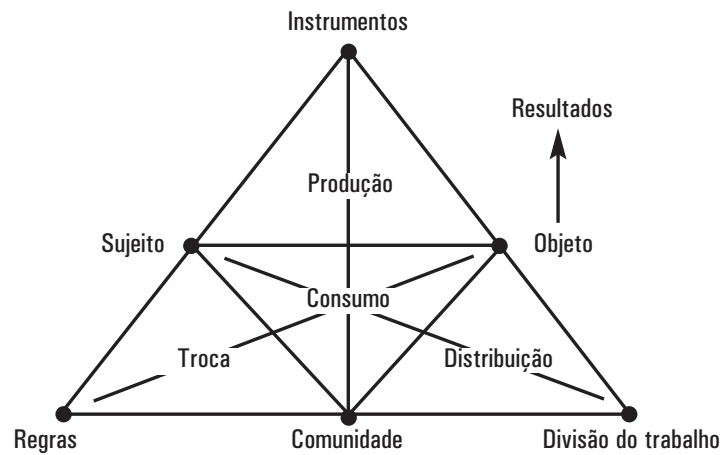 Instrumentos
Resultados
Produção
Sujeito
Objeto
Consumo
Troca
Distribuição
Regras
Comunidade
Divisão do trabalho